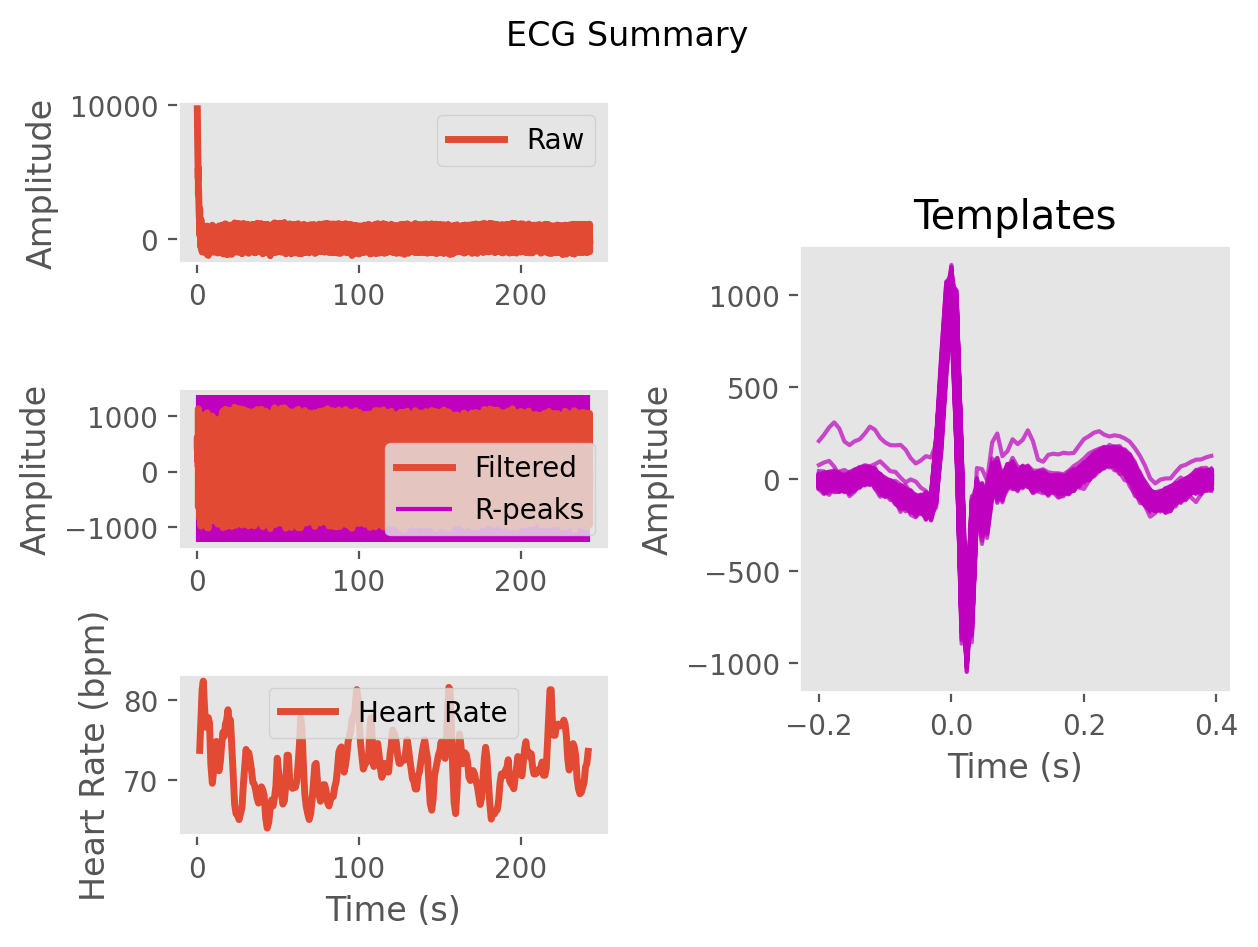 ECG Summary
10000
0
Amplitude
Raw
0 100 200
1000
0
−1000
Amplitude
Filtered
R-peaks
0 100 200
80
70
Heart Rate (bpm)
Heart Rate
0 100 200
Time (s)
Templates
1000
500
0
−500
−1000
Amplitude
−0.2 0.0 0.2 0.4
Time (s)